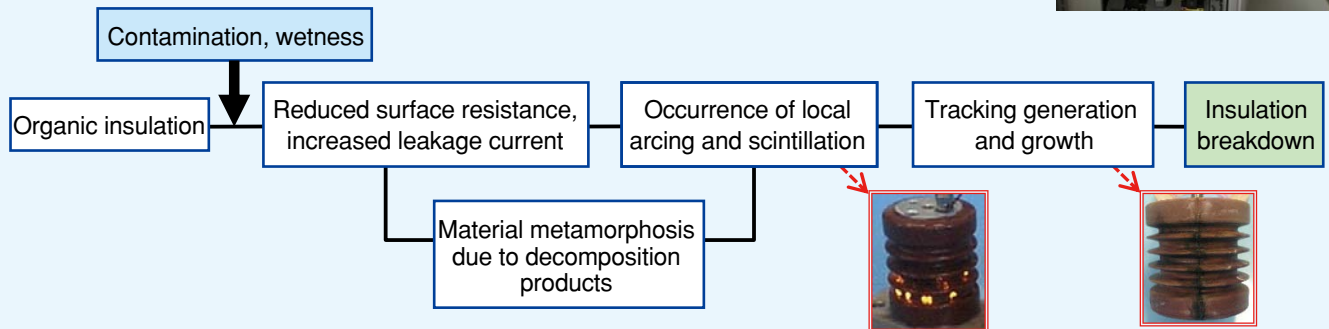 Contamination, wetness
Organic insulation
Reduced surface resistance,
increased leakage current
Occurrence of local
arcing and scintillation
Tracking generation
and growth
Insulation
breakdown
Material metamorphosis
due to decomposition
products